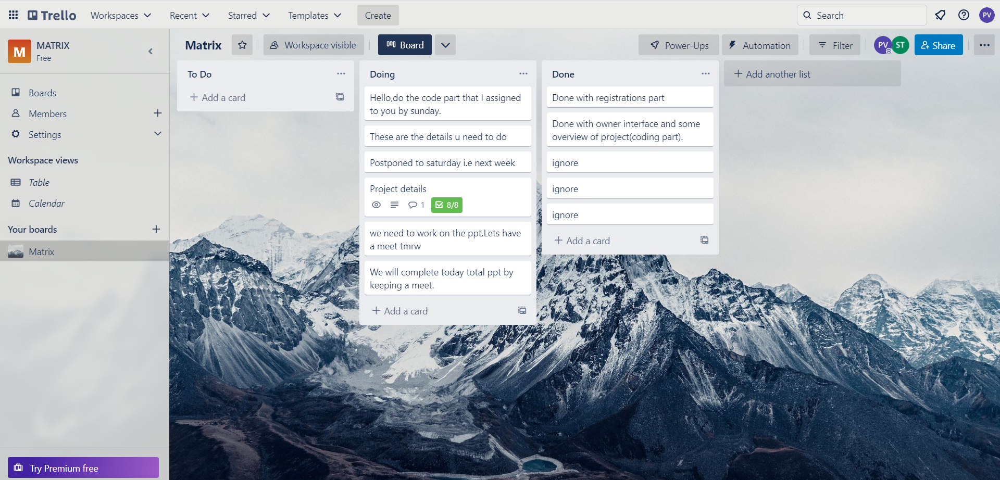 Trello
Workspaces
Recent
Starred
Templates
Create
Search
PV
M
MATRIX
Free
Boards
Members
Settings
Workspace views
Table
Calendar
Your boards
Matrix
Try Premium free
Matrix
Workspace visible
Board
Power-Ups
Automation
Filter
PV
ST
Share
To Do
Add a card
Doing
Hello,do the code part that I assigned
to you by sunday.
These are the details u need to do
Postponed to saturday i.e next week
Project details
1
8/8
we need to work on the ppt.Lets have
a meet tmrw
We will complete today total ppt by
keeping a meet.
Add a card
Done
Done with registrations part
Done with owner interface and some
overview of project(coding part).
ignore
ignore
ignore
Add a card
Add another list